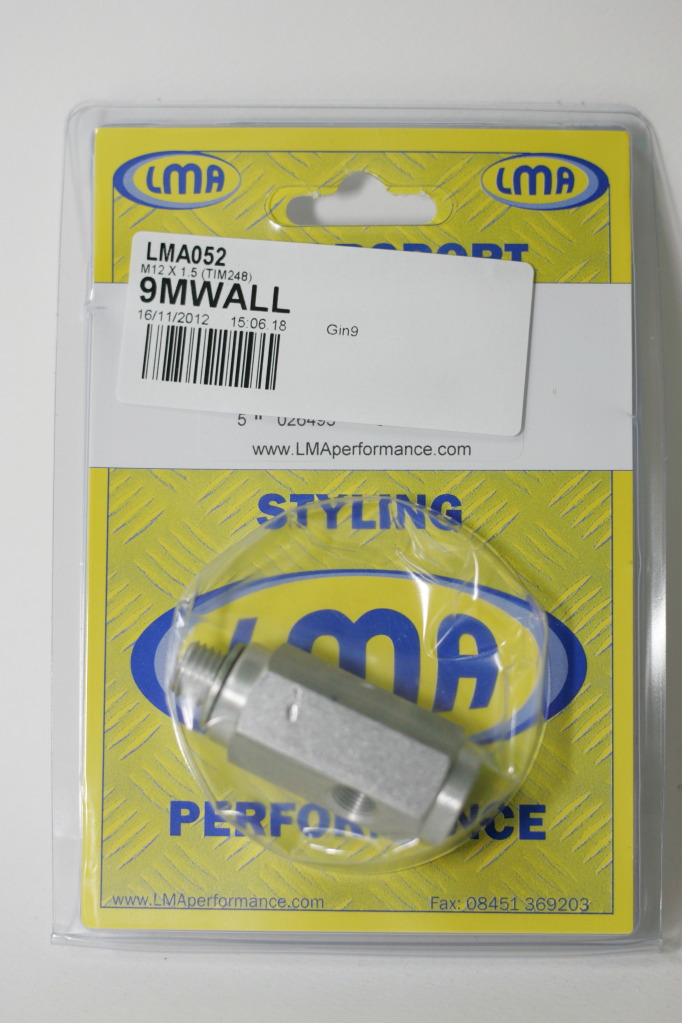 LMA LMA
LMA052
M12 X 1.5 (TIM248)
9MWALL
16/11/2012 15:06.18 Gin9
www.LMAperformance.com
STYLING
LMA
PERFORMANCE
www.LMAperformance.com Fax: 08451 369203